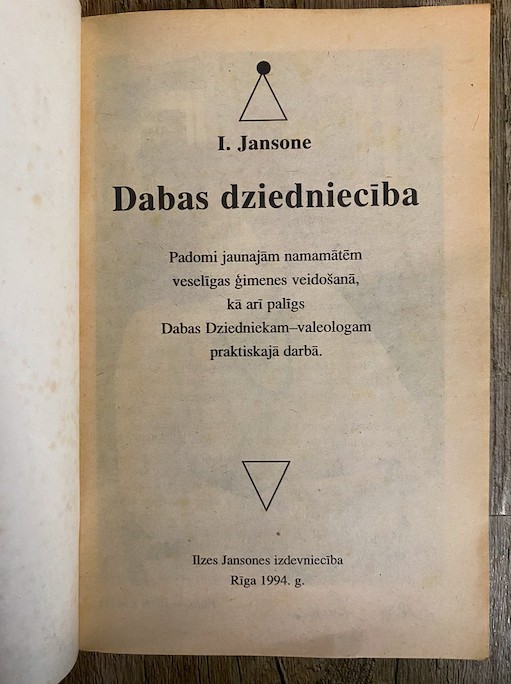 I. Jansone
Dabas dziedniecība
Padomi jaunajām namamātēm
veselīgas ģimenes veidošanā,
kā arī palīgs
Dabas Dziedniekam–valeologam
praktiskajā darbā.
Ilzes Jansones izdevniecība
Rīga 1994. g.